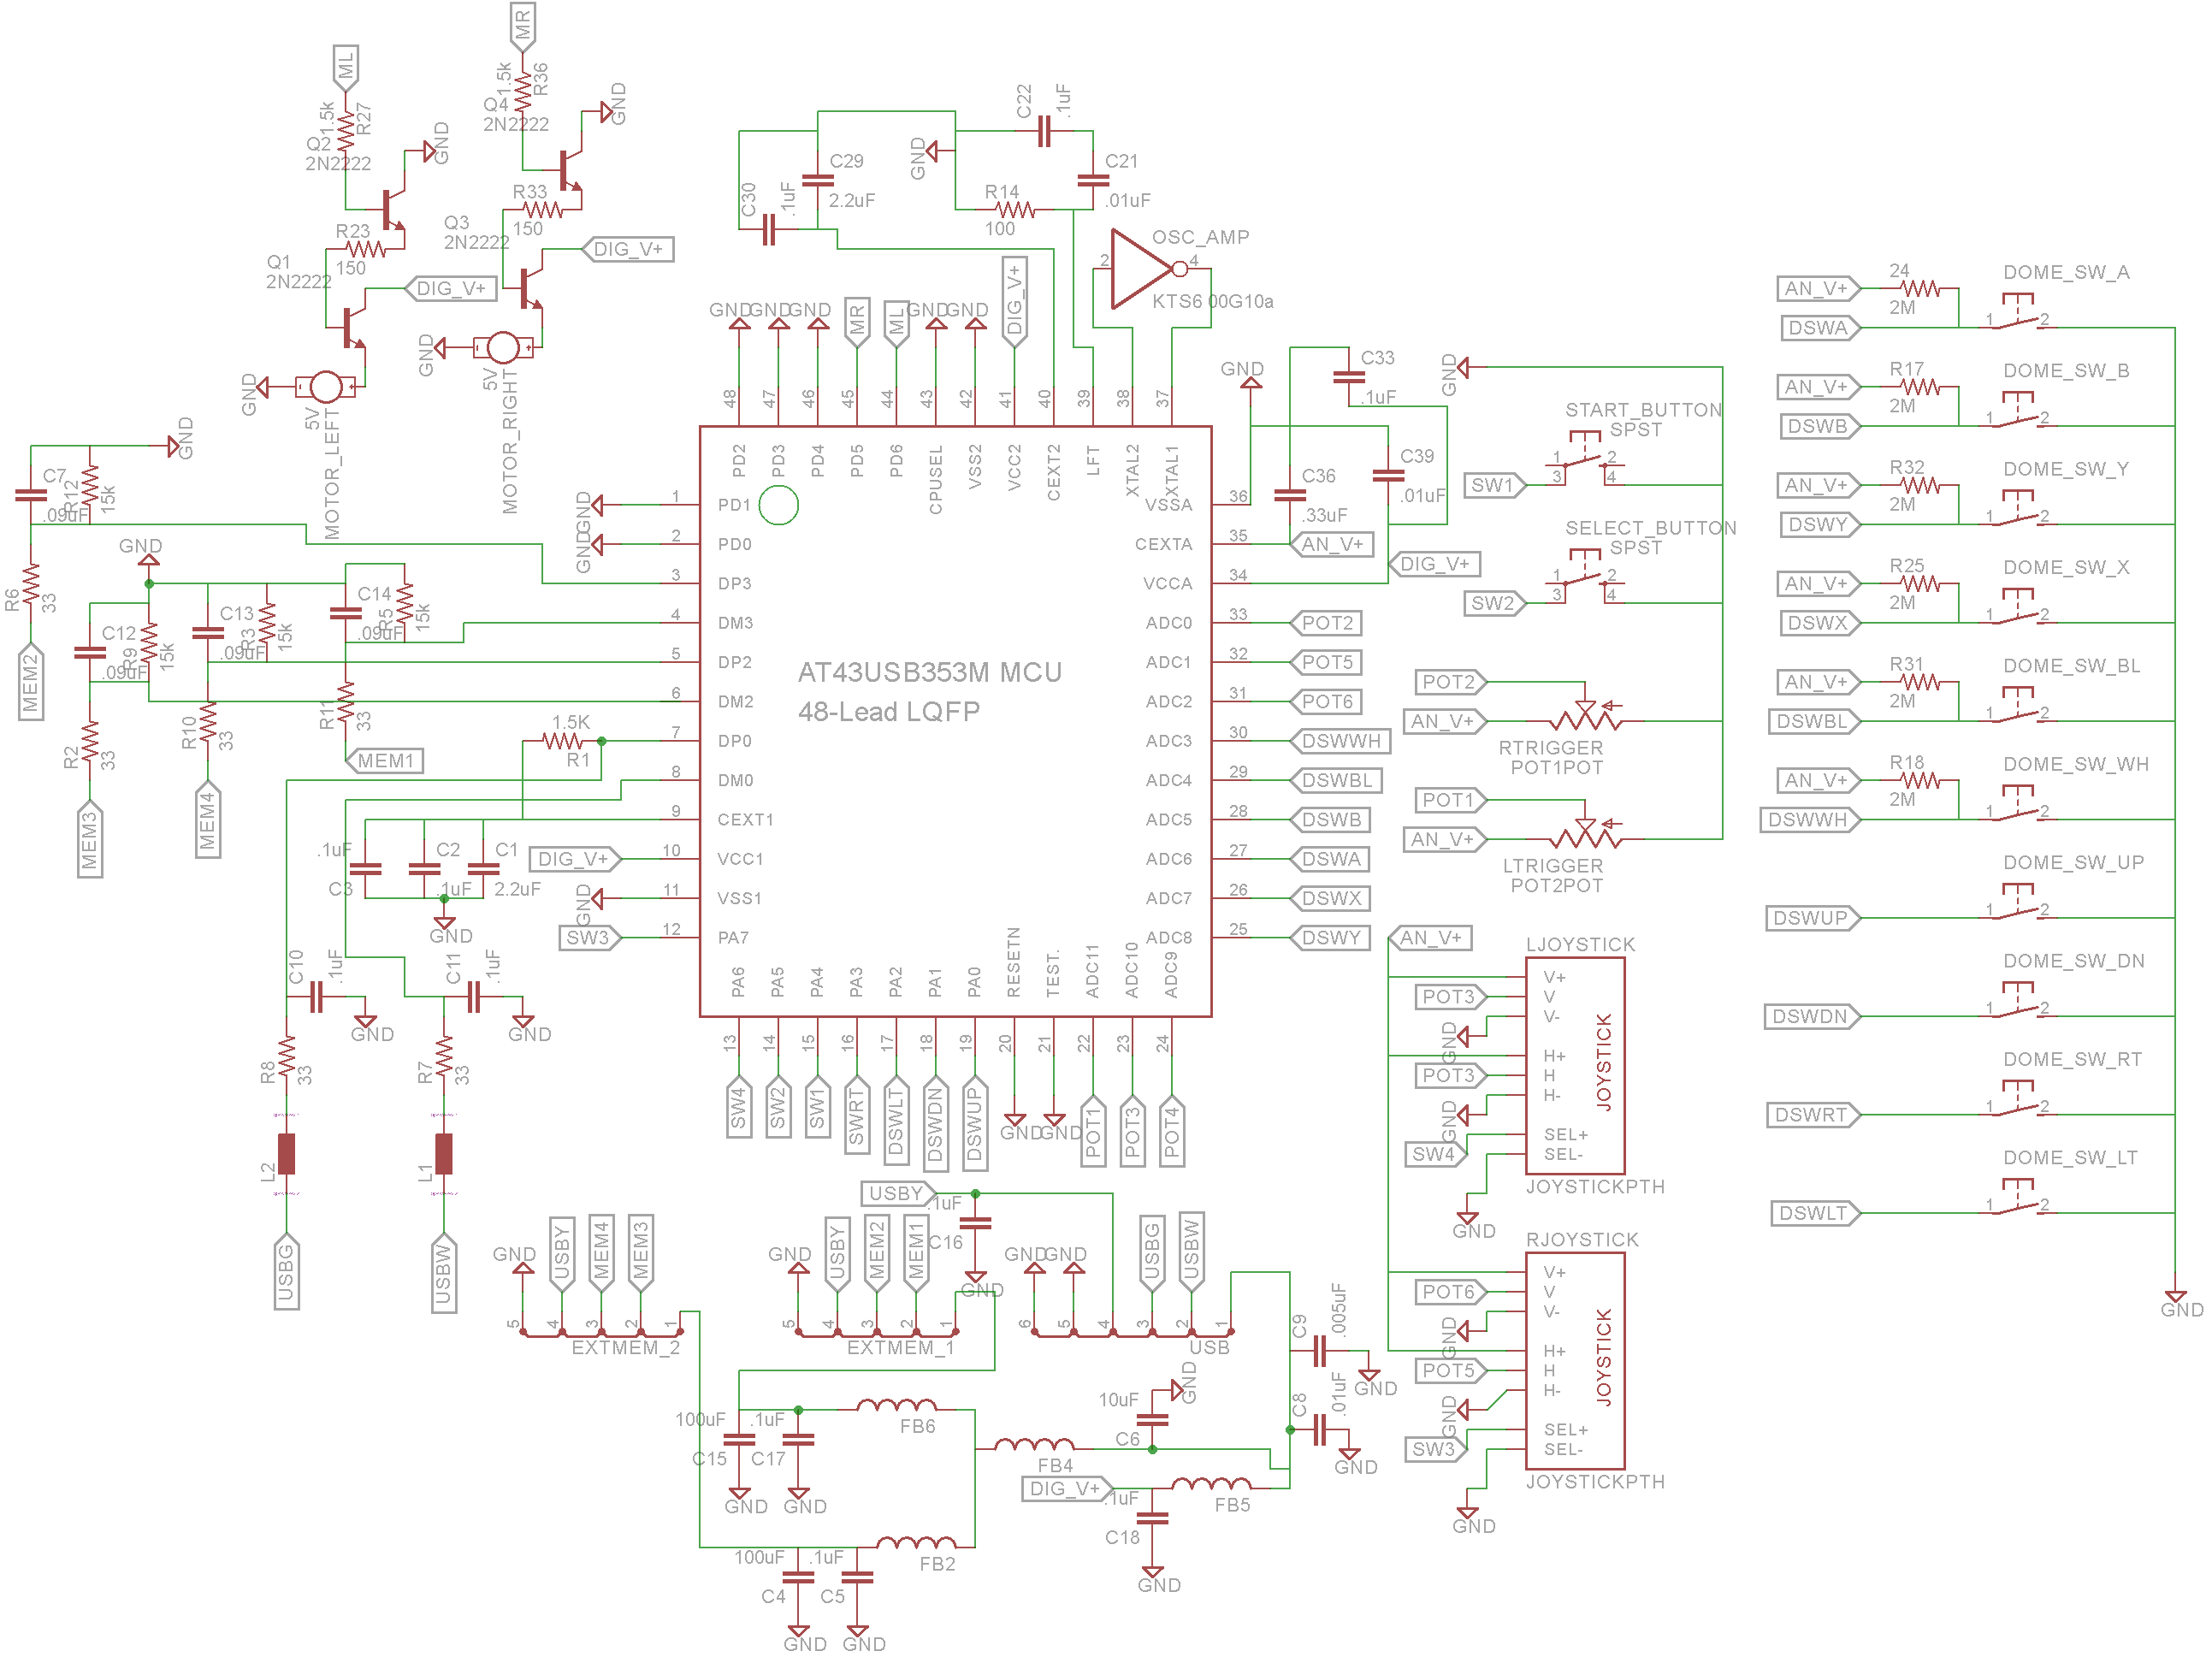 ML
1.5k
R27
Q2
2N2222
GND
R23
150
Q1
2N2222
DIG_V+
GND
5V
MOTOR_LEFT
MR
1.5k
R36
Q4
2N2222
GND
R33
150
Q3
2N2222
DIG_V+
GND
5V
MOTOR_RIGHT
C30
.1uF
C29
2.2uF
GND
C22
.1uF
C21
.01uF
R14
100
OSC_AMP
2
4
KTS6 00G10a
GND
GND
GND
MR
ML
GND
GND
DIG_V+
48
47
46
45
44
43
42
41
40
39
38
37
PD2
PD3
PD4
PD5
PD6
CPUSEL
VSS2
VCC2
CEXT2
LFT
XTAL2
XTAL1
AT43USB353M MCU
48-Lead LQFP
GND
1
PD1
GND
2
PD0
3
DP3
4
DM3
5
DP2
6
DM2
7
DP0
8
DM0
9
CEXT1
DIG_V+
10
VCC1
GND
11
VSS1
SW3
12
PA7
VSSA
36
CEXTA
35
AN_V+
VCCA
34
DIG_V+
ADC0
33
POT2
ADC1
32
POT5
ADC2
31
POT6
ADC3
30
DSWWH
ADC4
29
DSWBL
ADC5
28
DSWB
ADC6
27
DSWA
ADC7
26
DSWX
ADC8
25
DSWY
PA6
PA5
PA4
PA3
PA2
PA1
PA0
RESETN
TEST.
ADC11
ADC10
ADC9
13
14
15
16
17
18
19
20
21
22
23
24
SW4
SW2
SW1
SWRT
DSWLT
DSWDN
DSWUP
GND
GND
POT1
POT3
POT4
GND
C33
.1uF
C36
.33uF
C39
.01uF
GND
C7
.09uF
R12
15k
R6
33
MEM2
GND
C12
.09uF
R9
15k
C13
.09uF
R3
15k
C14
.09uF
R5
15k
R2
33
MEM3
R10
33
MEM4
R11
33
MEM1
1.5K
R1
.1uF
C3
C2
.1uF
C1
2.2uF
GND
C10
.1uF
GND
C11
.1uF
GND
R8
33
L2
USBG
R7
33
L1
USBW
GND
START_BUTTON
SPST
1
2
3
4
SW1
SELECT_BUTTON
SPST
1
2
3
4
SW2
POT2
AN_V+
RTRIGGER
POT1POT
POT1
AN_V+
LTRIGGER
POT2POT
AN_V+
LJOYSTICK
V+
V
V-
H+
H
H-
SEL+
SEL-
JOYSTICK
POT3
GND
POT3
GND
SW4
GND
JOYSTICKPTH
RJOYSTICK
V+
V
V-
H+
H
H-
SEL+
SEL-
JOYSTICK
POT6
GND
POT5
GND
SW3
GND
JOYSTICKPTH
AN_V+
24
2M
DSWA
DOME_SW_A
1
2
AN_V+
R17
2M
DSWB
DOME_SW_B
1
2
AN_V+
R32
2M
DSWY
DOME_SW_Y
1
2
AN_V+
R25
2M
DSWX
DOME_SW_X
1
2
AN_V+
R31
2M
DSWBL
DOME_SW_BL
1
2
AN_V+
R18
2M
DSWWH
DOME_SW_WH
1
2
DSWUP
DOME_SW_UP
1
2
DSWDN
DOME_SW_DN
1
2
DSWRT
DOME_SW_RT
1
2
DSWLT
DOME_SW_LT
1
2
GND
GND
USBY
MEM4
MEM3
5
4
3
2
1
EXTMEM_2
GND
USBY
MEM2
MEM1
5
4
3
2
1
EXTMEM_1
USBY
.1uF
C16
GND
GND
GND
USBG
USBW
6
5
4
3
2
1
USB
C9
.005uF
GND
C8
.01uF
GND
100uF
C15
GND
.1uF
C17
GND
FB6
FB4
10uF
C6
GND
DIG_V+
.1uF
C18
GND
FB5
FB2
100uF
C4
GND
.1uF
C5
GND